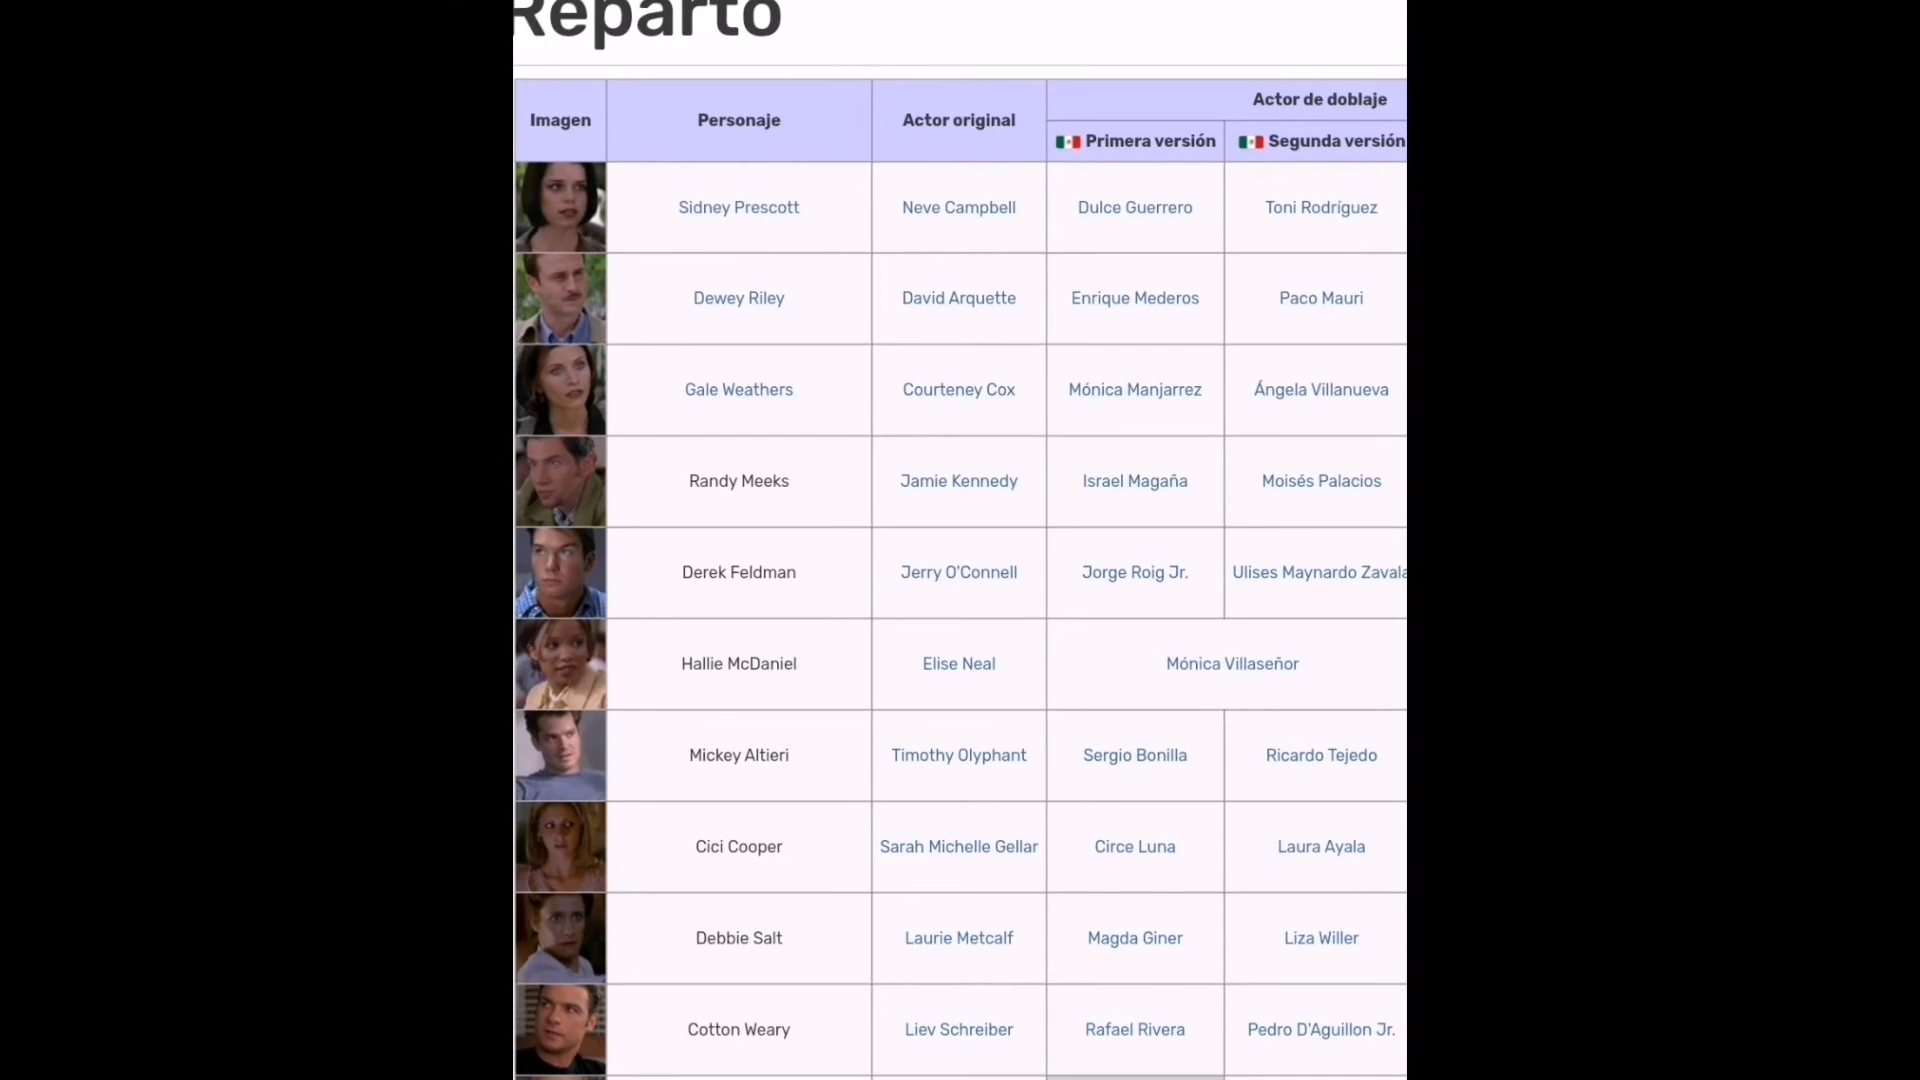 Reparto
Imagen Personaje Actor original Actor de doblaje
Primera versión Segunda versión
Sidney Prescott Neve Campbell Dulce Guerrero Toni Rodríguez
Dewey Riley David Arquette Enrique Mederos Paco Mauri
Gale Weathers Courteney Cox Mónica Manjarrez Ángela Villanueva
Randy Meeks Jamie Kennedy Israel Magaña Moisés Palacios
Derek Feldman Jerry O'Connell Jorge Roig Jr. Ulises Maynardo Zavala
Hallie McDaniel Elise Neal Mónica Villaseñor
Mickey Altieri Timothy Olyphant Sergio Bonilla Ricardo Tejedo
Cici Cooper Sarah Michelle Gellar Circe Luna Laura Ayala
Debbie Salt Laurie Metcalf Magda Giner Liza Willer
Cotton Weary Liev Schreiber Rafael Rivera Pedro D'Aguillon Jr.